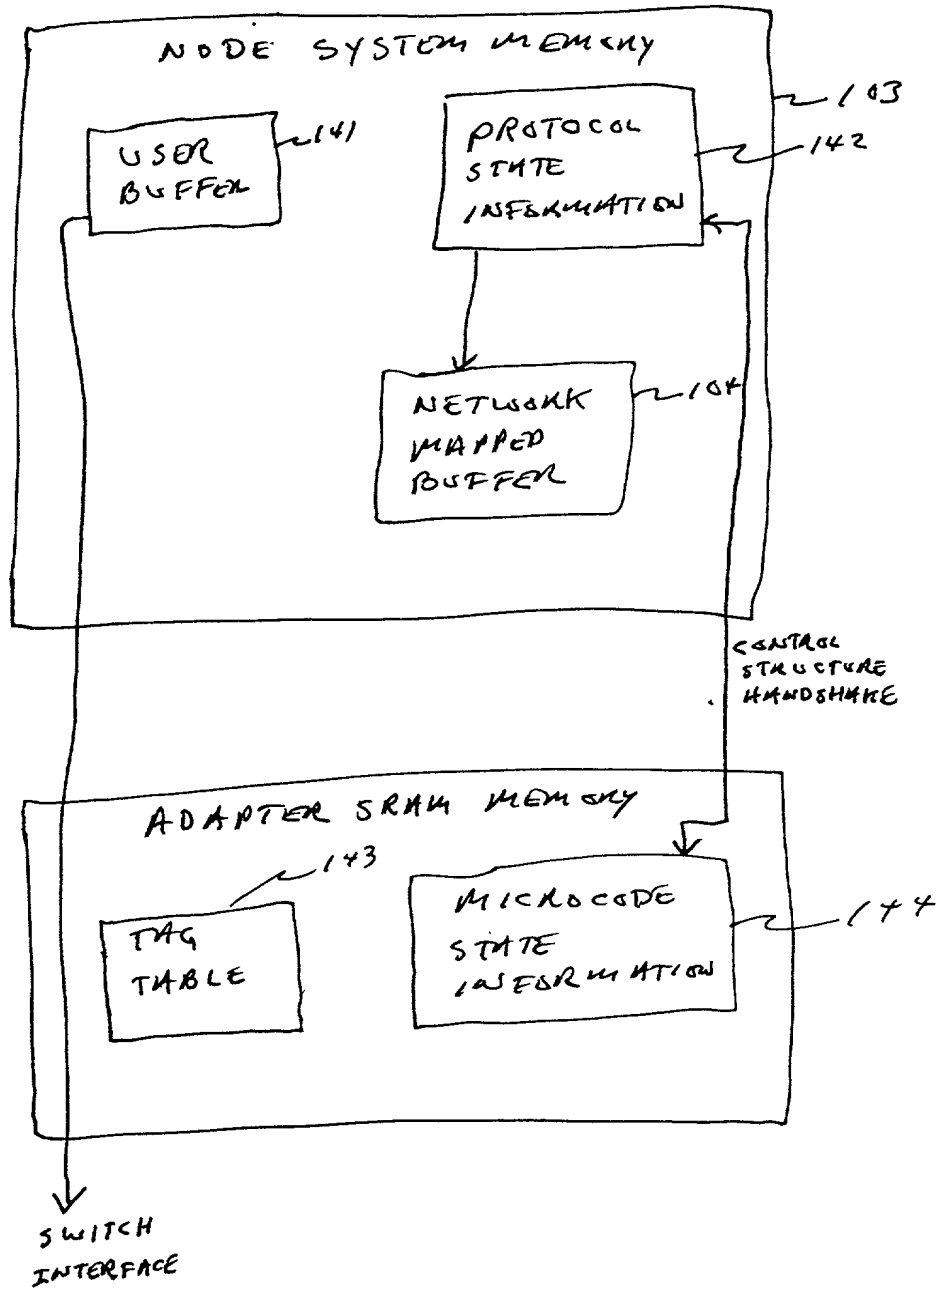 NODE SYSTEM MEMORY
103
USER
BUFFER
141
PROTOCOL
STATE
INFORMATION
142
NETWORK
MAPPED
BUFFER
104
CONTROL
STRUCTURE
HANDSHAKE
ADAPTER SRAM MEMORY
143
TAG
TABLE
MICROCODE
STATE
INFORMATION
144
SWITCH
INTERFACE